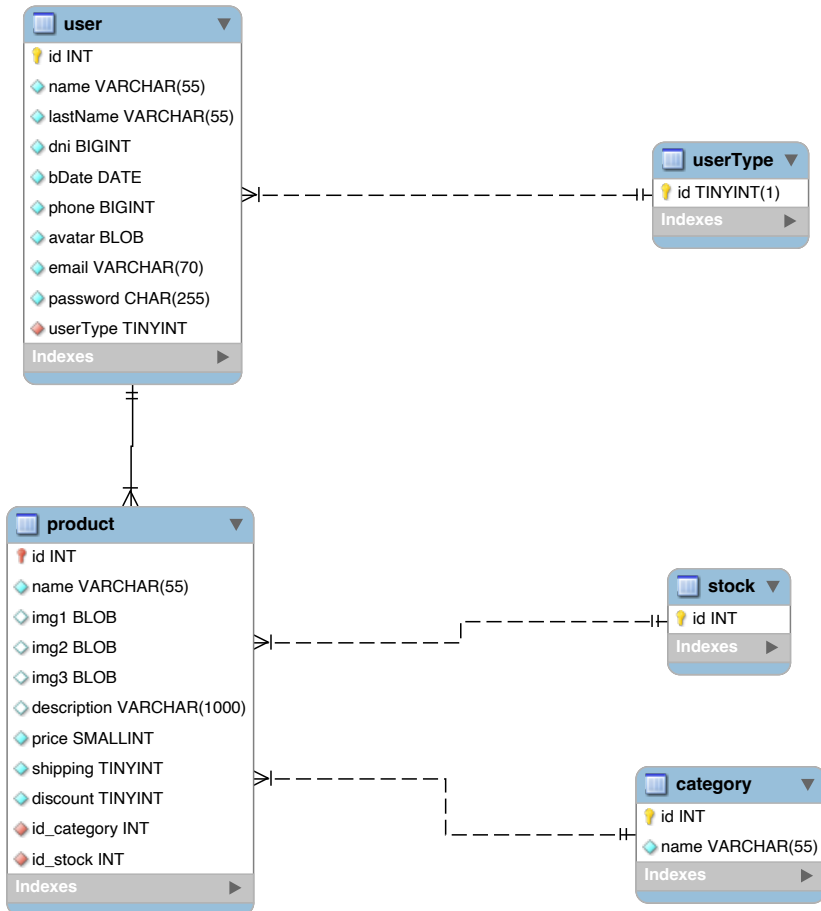 user
id INT
name VARCHAR(55)
lastName VARCHAR(55)
dni BIGINT
bDate DATE
phone BIGINT
avatar BLOB
email VARCHAR(70)
password CHAR(255)
userType TINYINT
Indexes
userType
id TINYINT(1)
Indexes
product
id INT
name VARCHAR(55)
img1 BLOB
img2 BLOB
img3 BLOB
description VARCHAR(1000)
price SMALLINT
shipping TINYINT
discount TINYINT
id_category INT
id_stock INT
Indexes
stock
id INT
Indexes
category
id INT
name VARCHAR(55)
Indexes